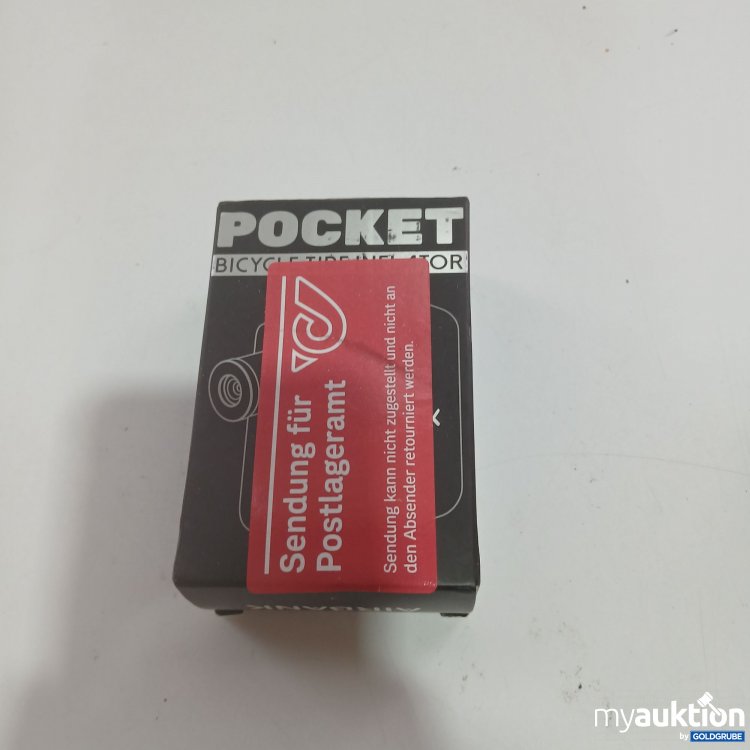 POCKET
BICYCLE TIRE INFLATOR
Sendung für
Postlageramt
Sendung kann nicht zugestellt und nicht an
den Absender retourniert werden.
AIRBANK
myauktion
by GOLDGRUBE